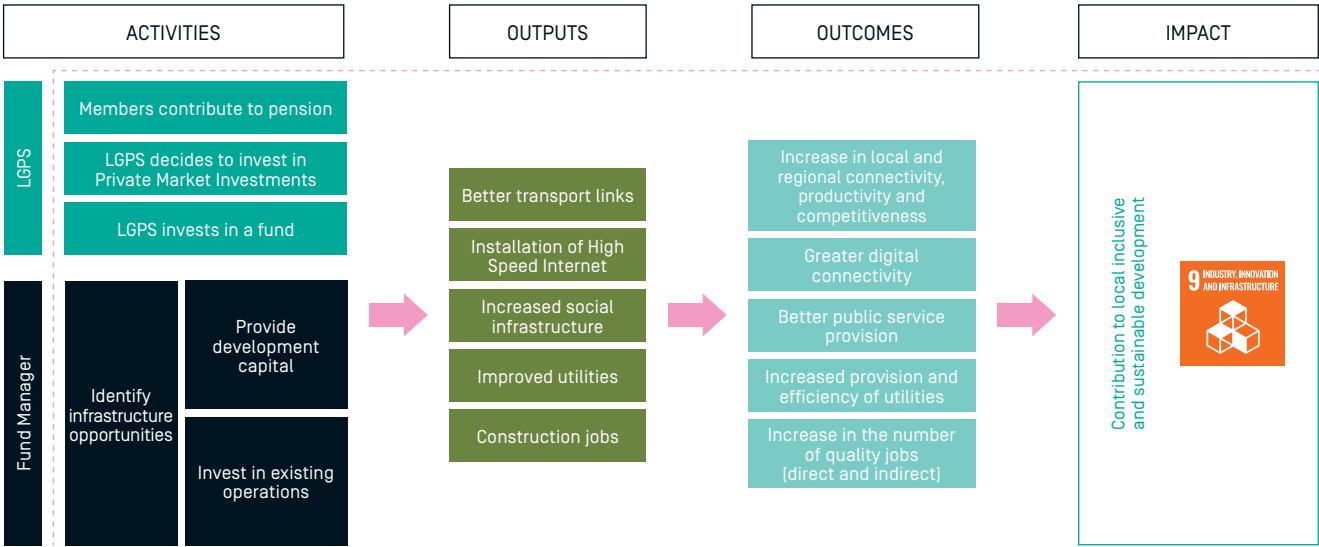 ACTIVITIES
OUTPUTS
OUTCOMES
IMPACT
LGPS
Members contribute to pension
LGPS decides to invest in
Private Market Investments
LGPS invests in a fund
Fund Manager
Identify
infrastructure
opportunities
Provide
development
capital
Invest in existing
operations
Better transport links
Installation of High
Speed Internet
Increased social
infrastructure
Improved utilities
Construction jobs
Increase in local and
regional connectivity,
productivity and
competitiveness
Greater digital
connectivity
Better public service
provision
Increased provision and
efficiency of utilities
Increase in the number
of quality jobs
(direct and indirect)
Contribution to local inclusive
and sustainable development
9 INDUSTRY, INNOVATION
AND INFRASTRUCTURE